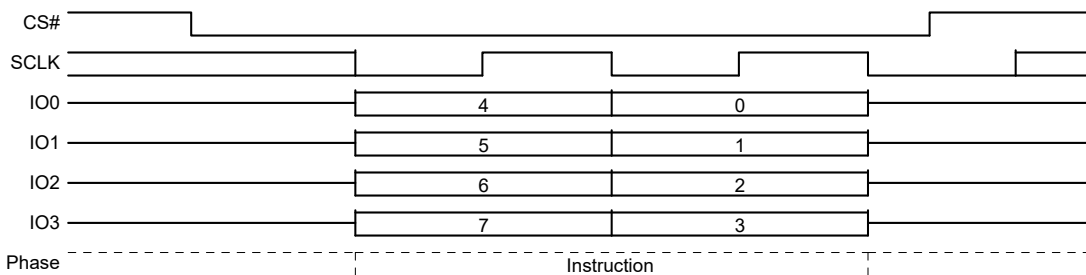 CS#
SCLK
IO0 4 0
IO1 5 1
IO2 6 2
IO3 7 3
Phase Instruction